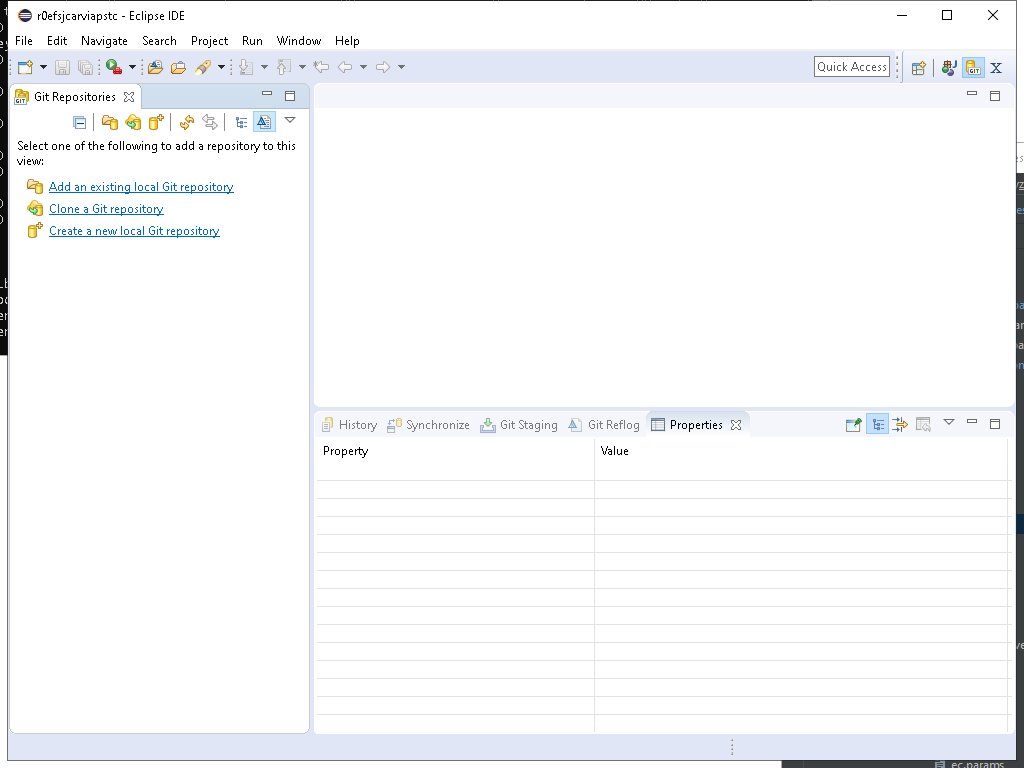 r0efsjcarviapstc - Eclipse IDE
File Edit Navigate Search Project Run Window Help
Quick Access
GIT
X
GIT Git Repositories
Select one of the following to add a repository to this
view:
Add an existing local Git repository
Clone a Git repository
Create a new local Git repository
History Synchronize Git Staging Git Reflog Properties
Property Value
ec.params